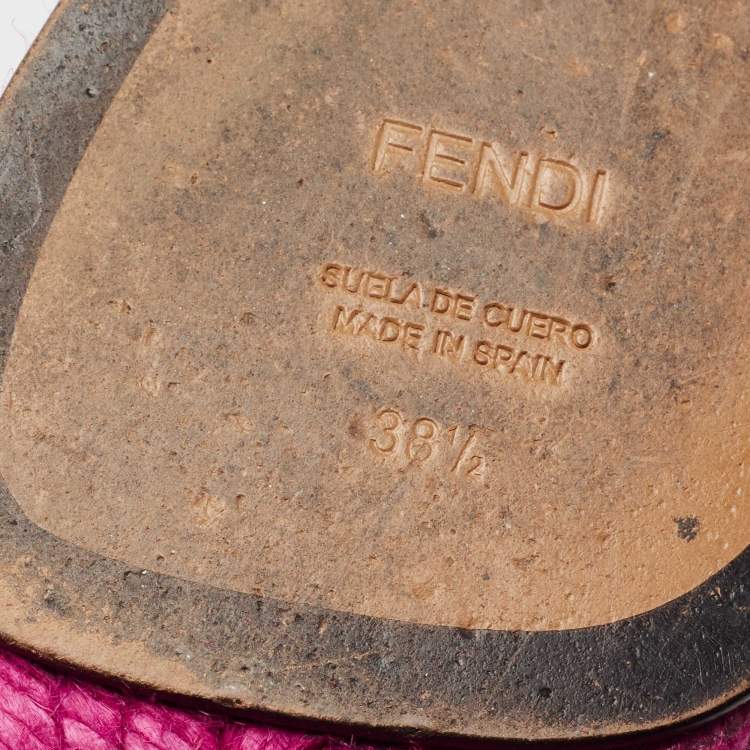 FENDI
SUELA DE CUERO
MADE IN SPAIN
38½